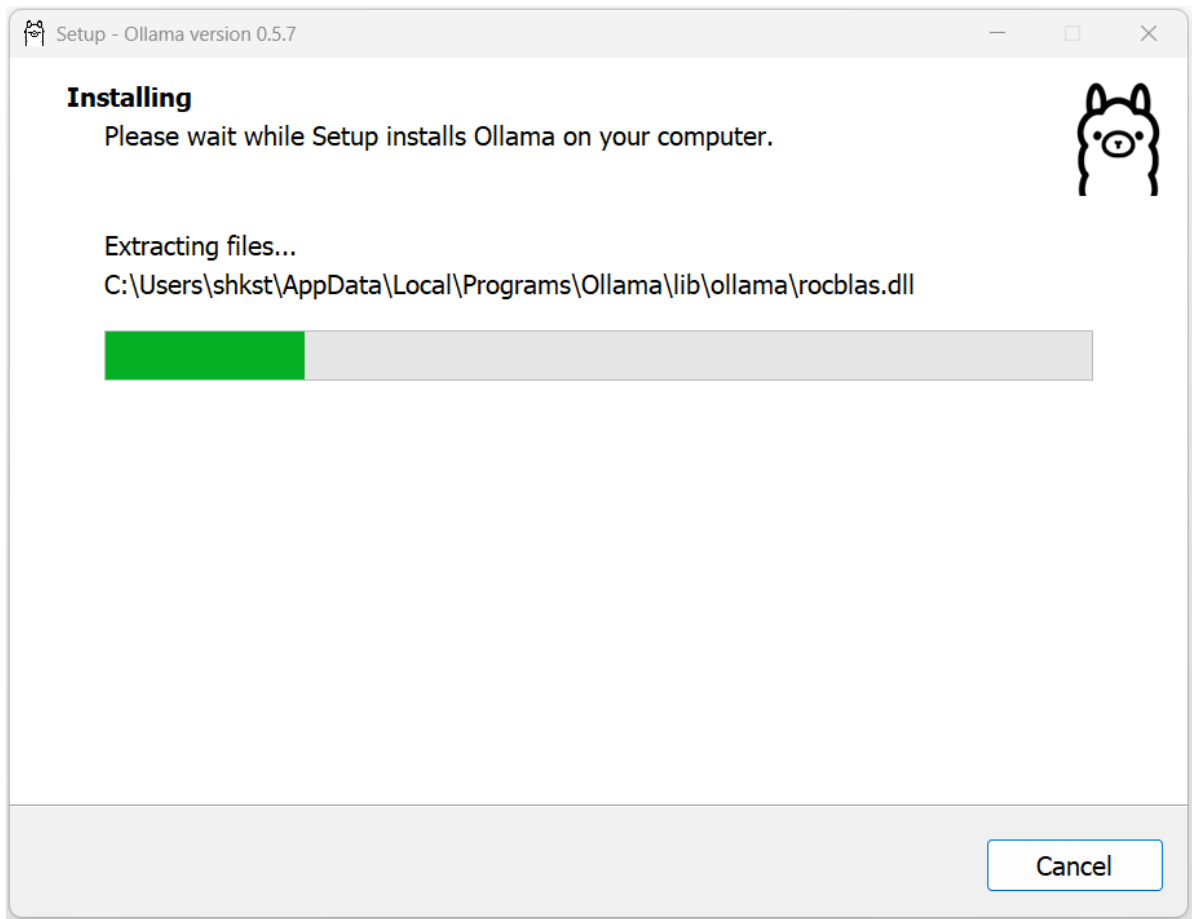 Setup - Ollama version 0.5.7
Installing
Please wait while Setup installs Ollama on your computer.
Extracting files...
C:\Users\shkst\AppData\Local\Programs\Ollama\lib\ollama\rocblas.dll
Cancel